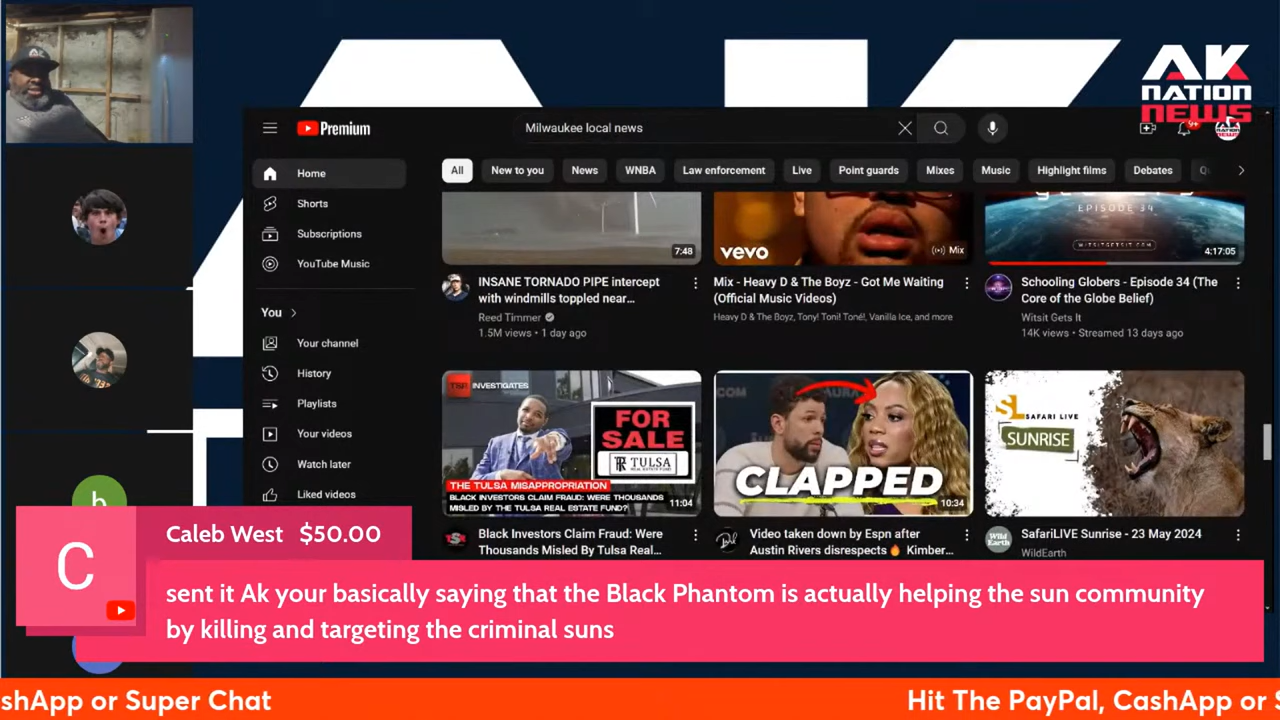 AK
NATION
NEWS
Premium
Milwaukee local news
9+
All
New to you
News
WNBA
Law enforcement
Live
Point guards
Mixes
Music
Highlight films
Debates
Home
Shorts
Subscriptions
YouTube Music
You
Your channel
History
Playlists
Your videos
Watch later
Liked videos
7:48
INSANE TORNADO PIPE intercept
with windmills toppled near...
Reed Timmer
1.5M views • 1 day ago
vevo
Mix
Mix - Heavy D & The Boyz - Got Me Waiting
(Official Music Videos)
Heavy D & The Boyz, Tony! Toni! Toné!, Vanilla Ice, and more
EPISODE 34
WITSITGETSIT.COM
4:17:05
Schooling Globers - Episode 34 (The
Core of the Globe Belief)
Witsit Gets It
14K views • Streamed 13 days ago
INVESTIGATES
FOR
SALE
TULSA
REAL ESTATE FUND
THE TULSA MISAPPROPRIATION
BLACK INVESTORS CLAIM FRAUD: WERE THOUSANDS
MISLED BY THE TULSA REAL ESTATE FUND?
11:04
Black Investors Claim Fraud: Were
Thousands Misled By Tulsa Real...
CLAPPED
10:34
Video taken down by Espn after
Austin Rivers disrespects 🔥 Kimber...
SL SAFARI LIVE
SUNRISE
SafariLIVE Sunrise - 23 May 2024
WildEarth
b
C
Caleb West $50.00
sent it Ak your basically saying that the Black Phantom is actually helping the sun community
by killing and targeting the criminal suns
shApp or Super Chat
Hit The PayPal, CashApp or S